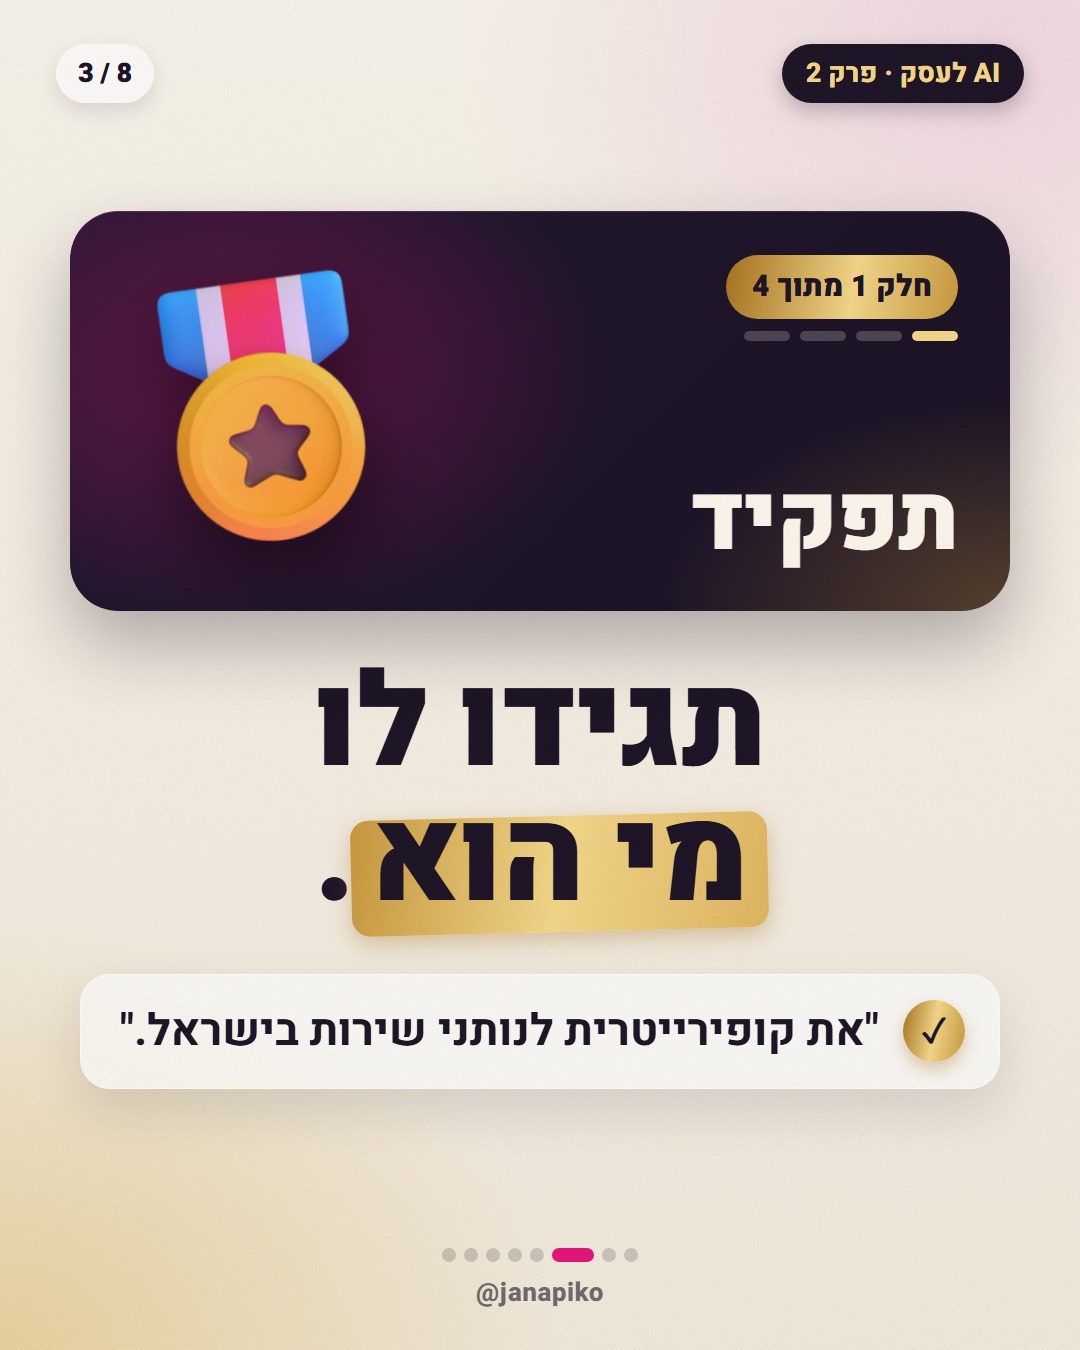 AI לעסק · פרק 2
3 / 8
חלק 1 מתוך 4
תפקיד
תגידו לו
מי הוא.
"את קופירייטרית לנותני שירות בישראל."
@janapiko